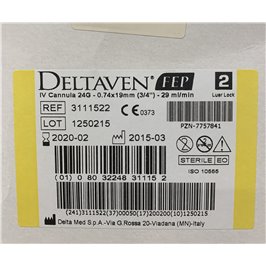 DELTAVEN® FEP 2
IV Cannula 24G - 0.74x19mm (3/4") - 29 ml/min Luer Lock
REF 3111522 CE 0373
LOT 1250215 PZN-7757841
2020-02 2015-03
STERILE EO
ISO 10555
(01) 0 80 32248 31115 2
(241)3111522(37)00050(17)200200(10)1250215
Delta Med S.p.A.-Via G.Rossa 20-Viadana (MN)-Italy